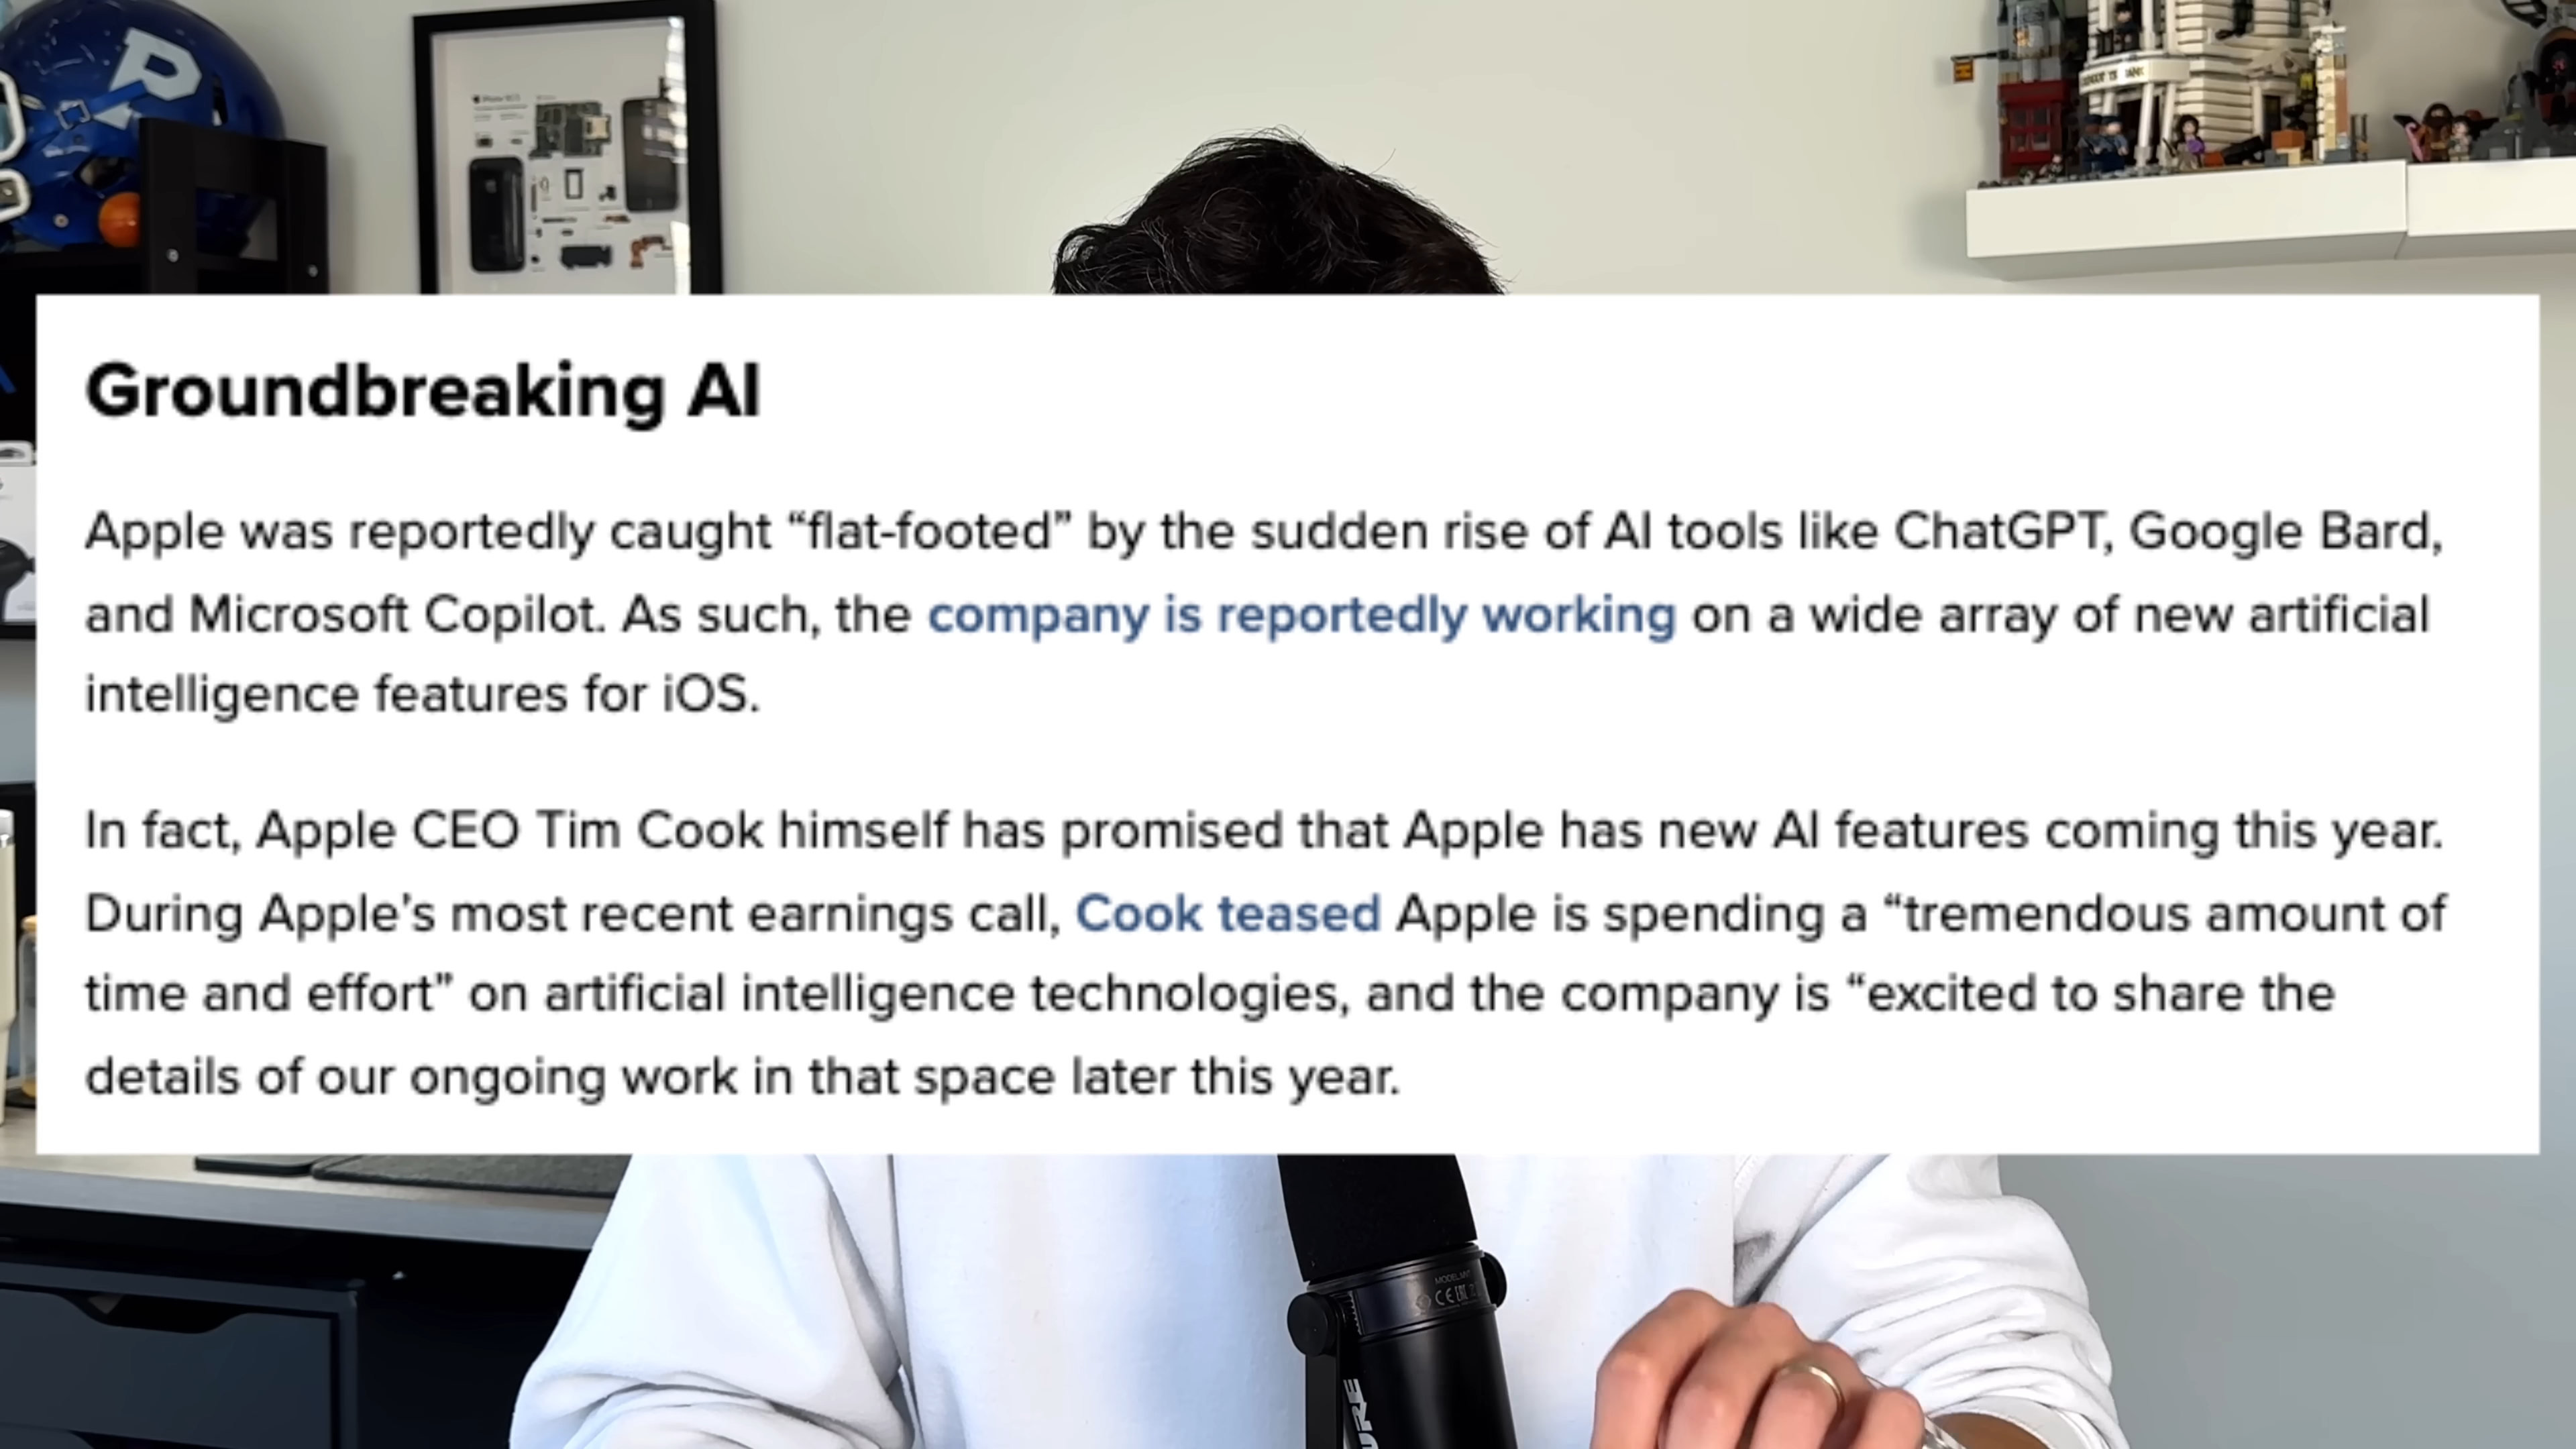 Groundbreaking AI
Apple was reportedly caught “flat-footed” by the sudden rise of AI tools like ChatGPT, Google Bard,
and Microsoft Copilot. As such, the company is reportedly working on a wide array of new artificial
intelligence features for iOS.
In fact, Apple CEO Tim Cook himself has promised that Apple has new AI features coming this year.
During Apple’s most recent earnings call, Cook teased Apple is spending a “tremendous amount of
time and effort” on artificial intelligence technologies, and the company is “excited to share the
details of our ongoing work in that space later this year.
MODEL
CE